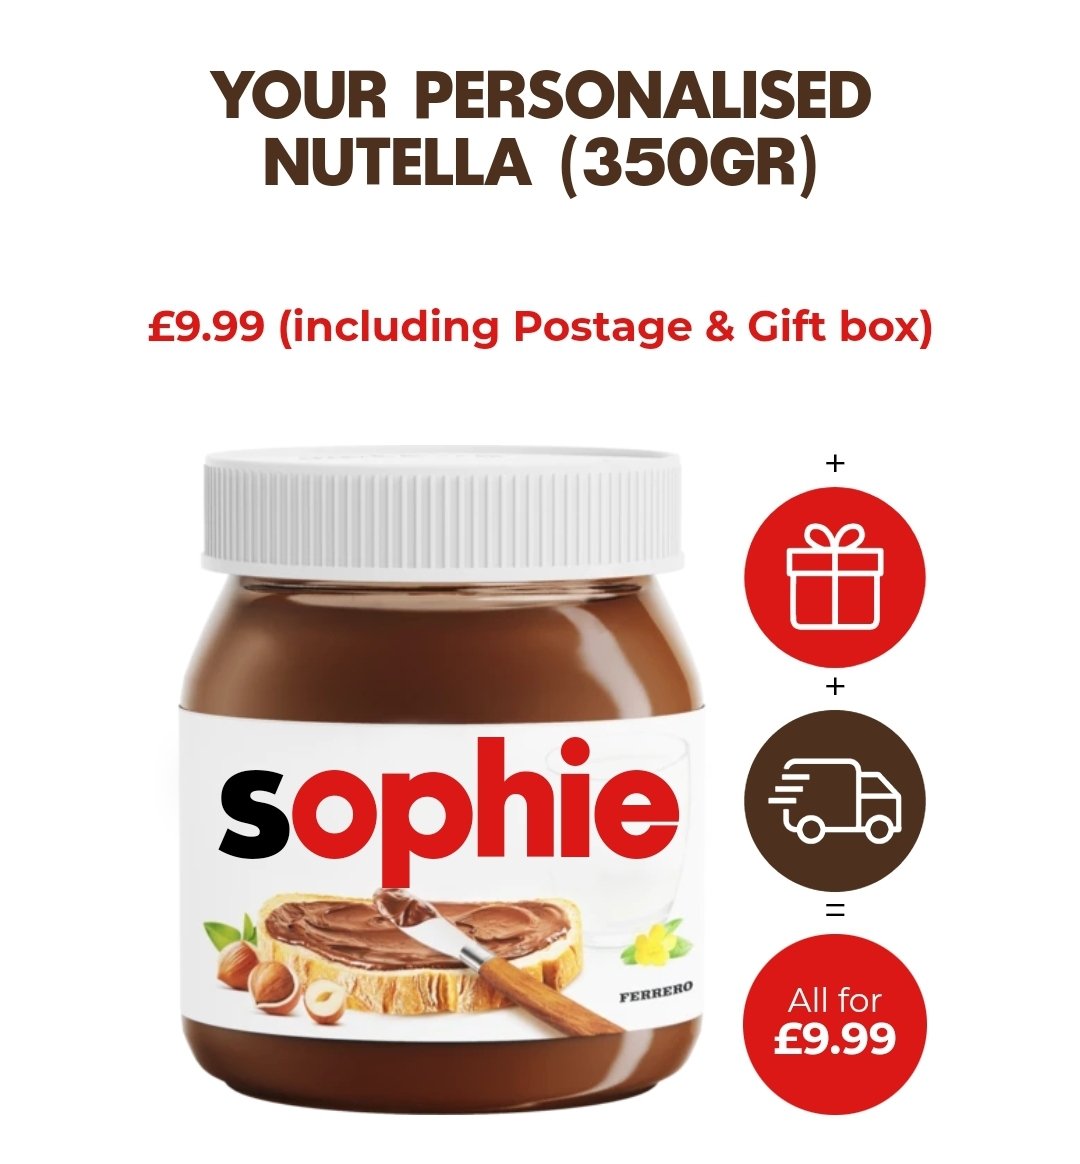 YOUR PERSONALISED
NUTELLA (350GR)
£9.99 (including Postage & Gift box)
+
+
sophie
=
FERRERO
All for
£9.99